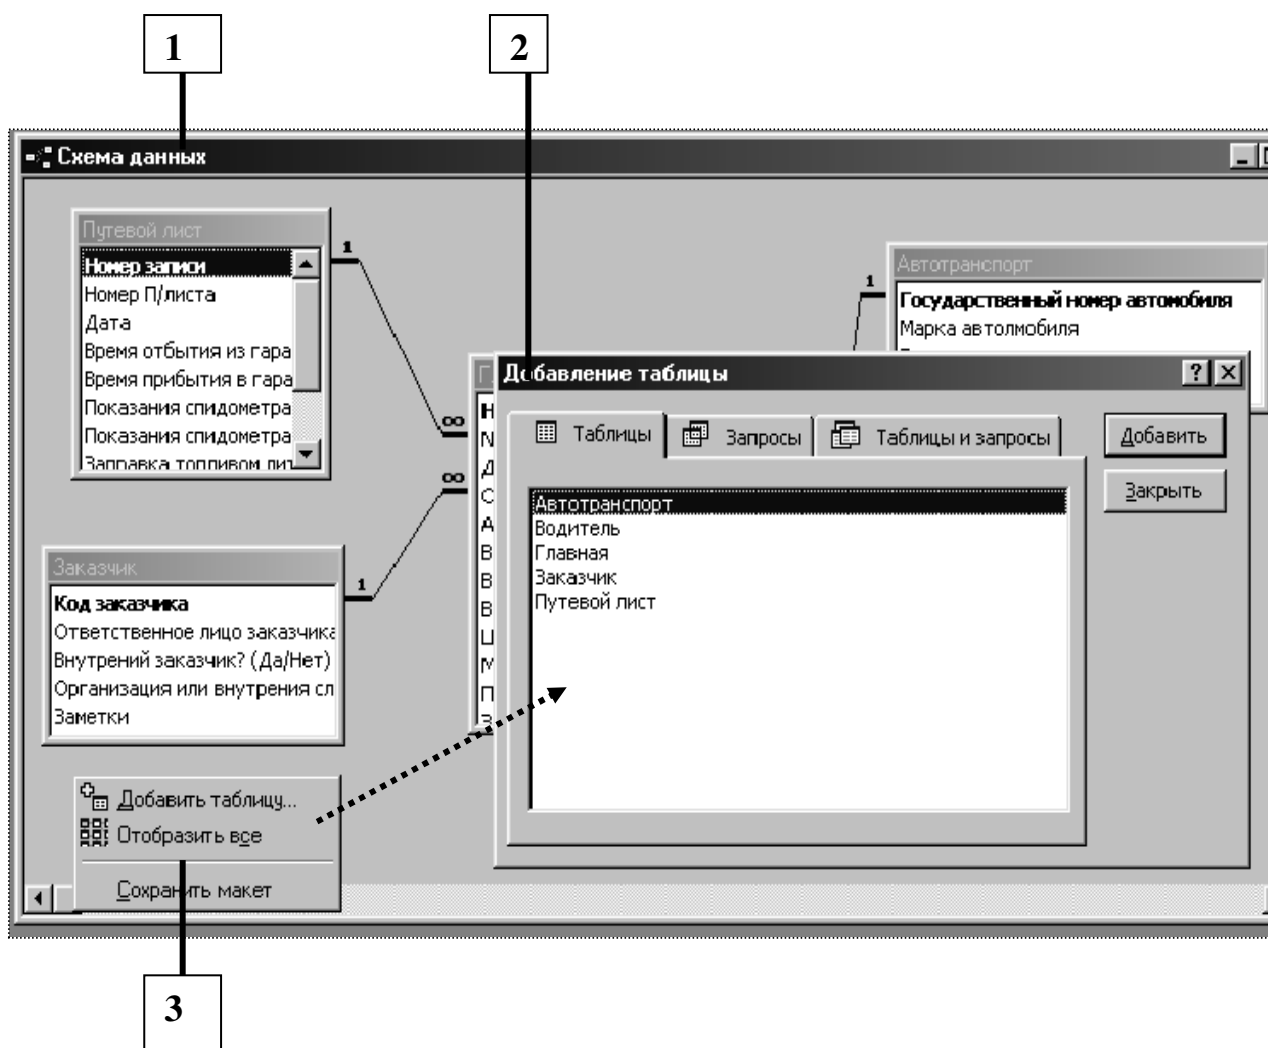 1
2
Схема данных
Путевой лист
Номер записи
Номер П/листа
Дата
Время отбытия из гара
Время прибытия в гара
Показания спидометра
Показания спидометра
Заправка топливом лит
1
∞
∞
1
1
Автотранспорт
Государственный номер автомобиля
Марка автолмобиля
Заказчик
Код заказчика
Ответственное лицо заказчика
Внутрений заказчик? (Да/Нет)
Организация или внутрения сл
Заметки
Добавление таблицы
Таблицы
Запросы
Таблицы и запросы
Добавить
Закрыть
Автотранспорт
Водитель
Главная
Заказчик
Путевой лист
Добавить таблицу...
Отобразить все
Сохранить макет
3